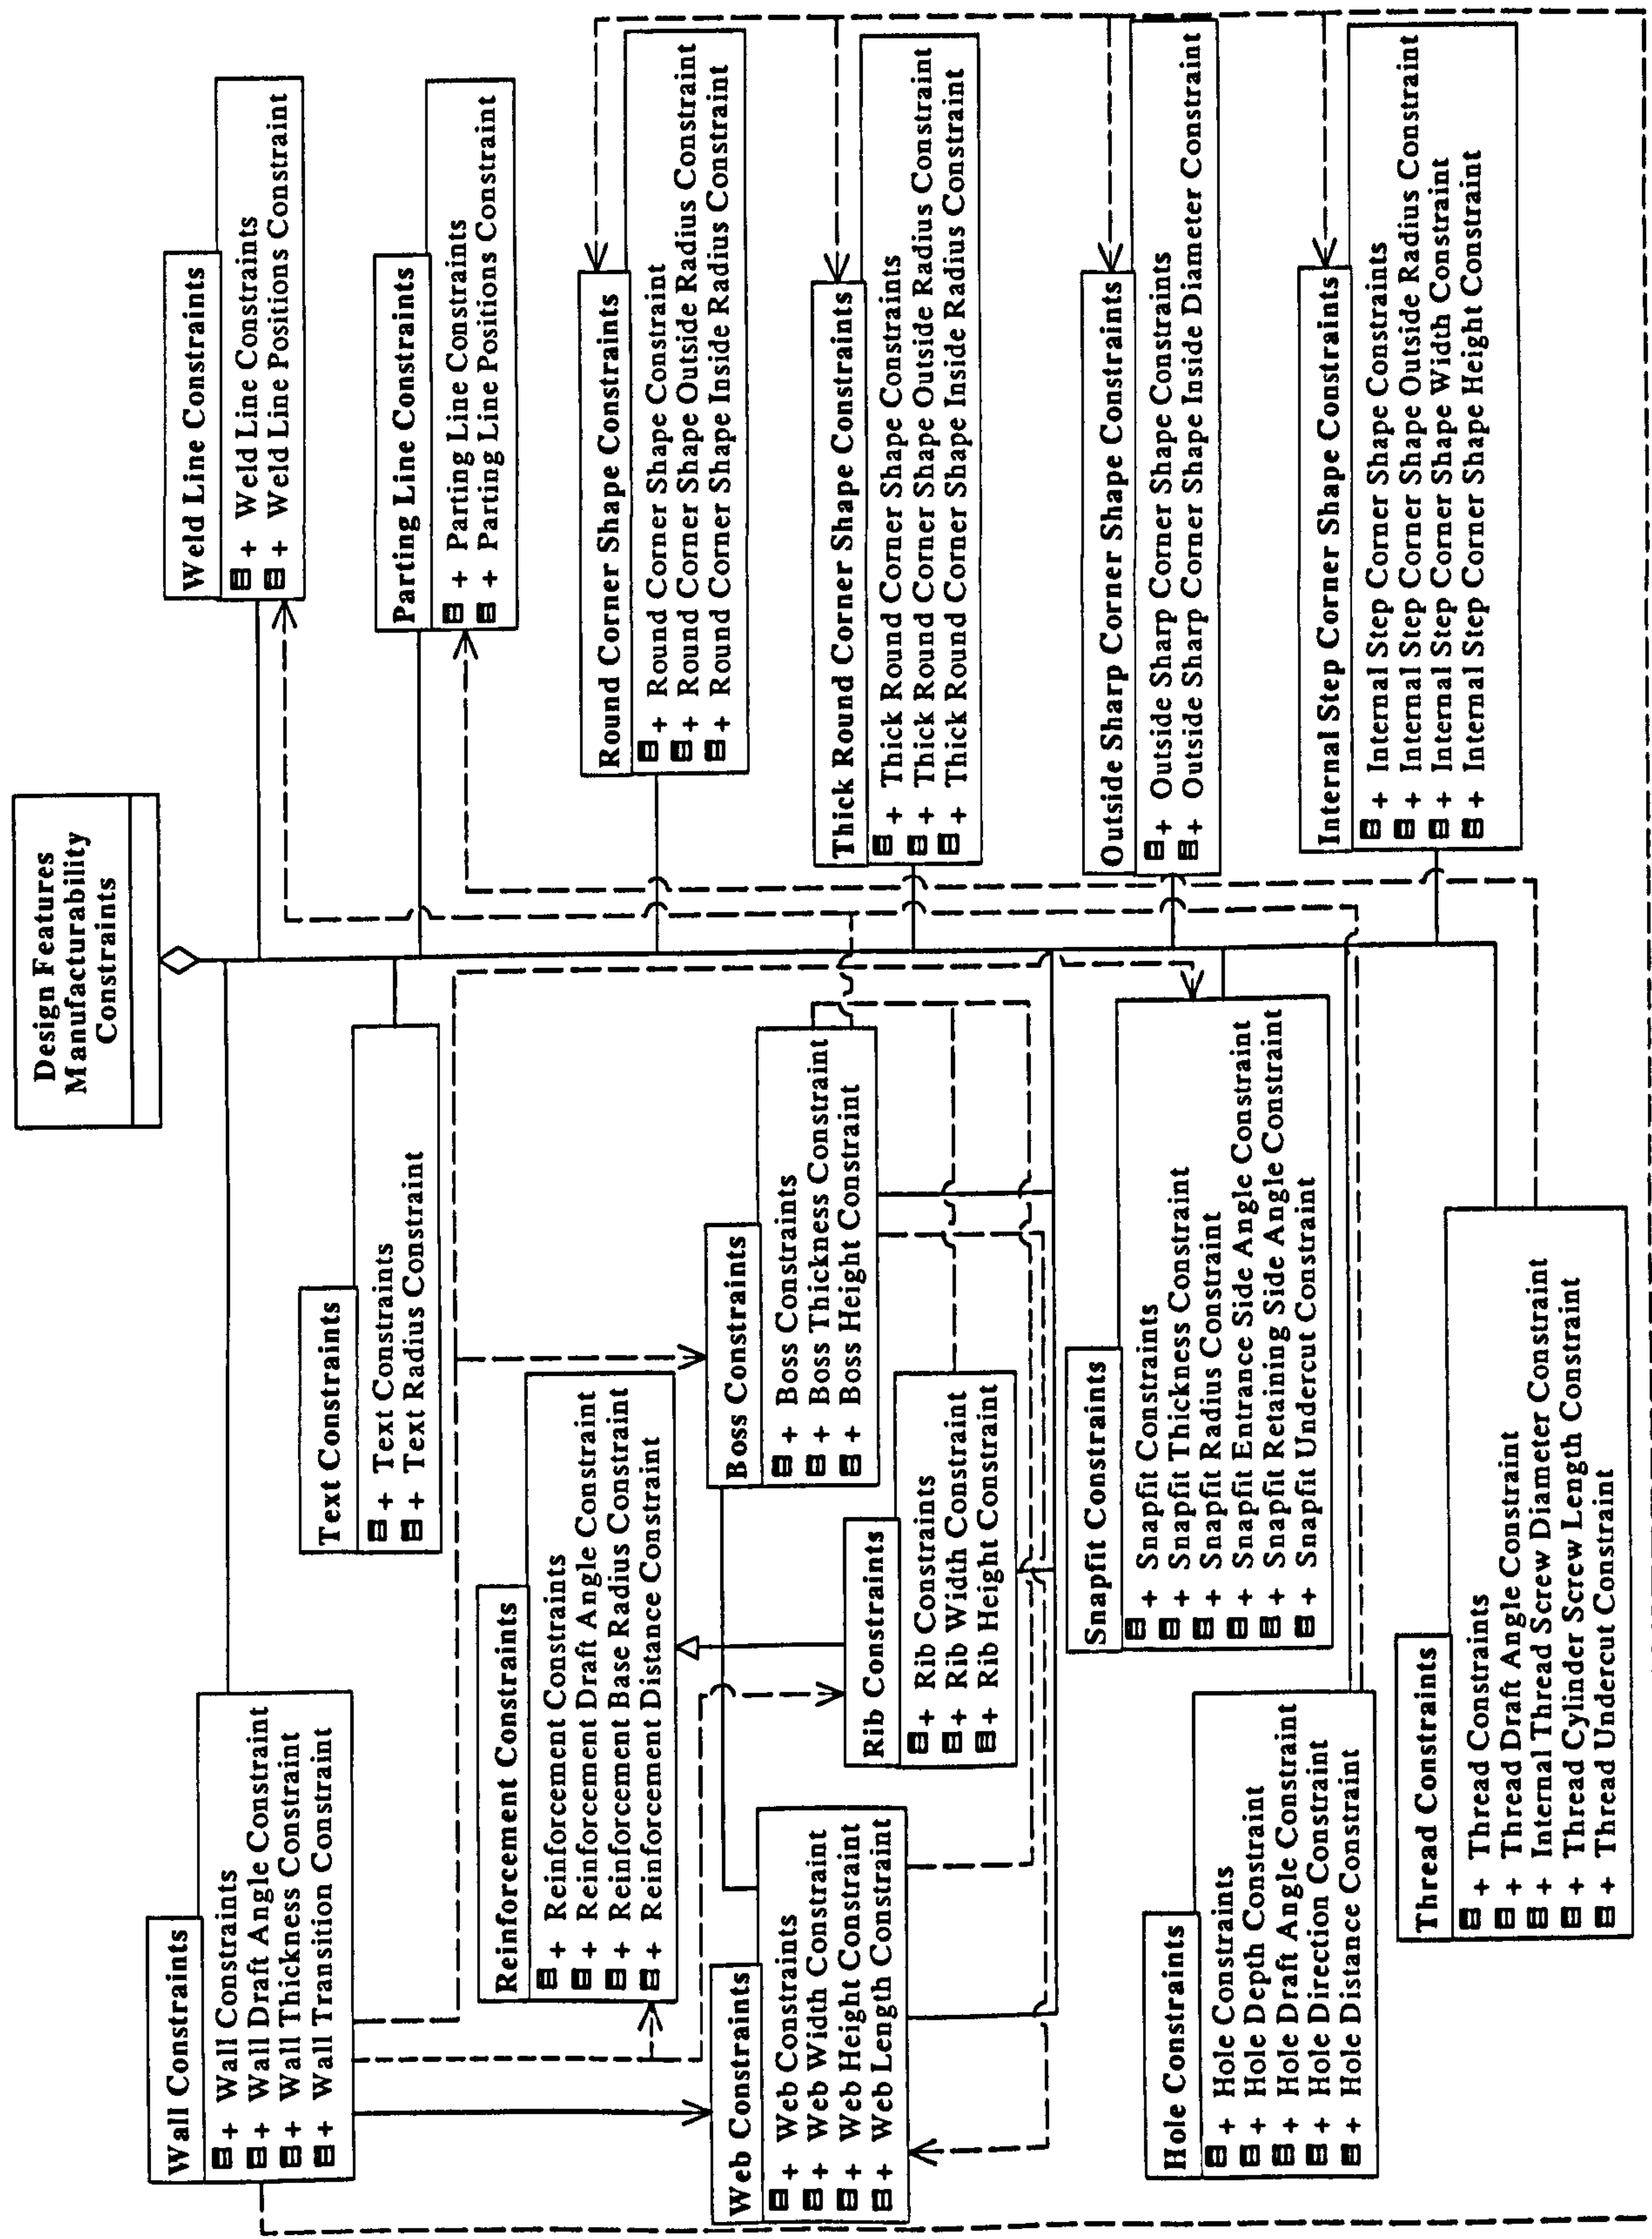 Design Features
Manufacturability
Constraints
Wall Constraints
+ Wall Constraints
+ Wall Draft Angle Constraint
+ Wall Thickness Constraint
+ Wall Transition Constraint
Weld Line Constraints
+ Weld Line Constraints
+ Weld Line Positions Constraint
Text Constraints
+ Text Constraints
+ Text Radius Constraint
Parting Line Constraints
+ Parting Line Constraints
+ Parting Line Positions Constraint
Reinforcement Constraints
+ Reinforcement Constraints
+ Reinforcement Draft Angle Constraint
+ Reinforcement Base Radius Constraint
+ Reinforcement Distance Constraint
Round Corner Shape Constraints
+ Round Corner Shape Constraint
+ Round Corner Shape Outside Radius Constraint
+ Round Corner Shape Inside Radius Constraint
Web Constraints
+ Web Constraints
+ Web Width Constraint
+ Web Height Constraint
+ Web Length Constraint
Boss Constraints
+ Boss Constraints
+ Boss Thickness Constraint
+ Boss Height Constraint
Thick Round Corner Shape Constraints
+ Thick Round Corner Shape Constraints
+ Thick Round Corner Shape Outside Radius Constraint
+ Thick Round Corner Shape Inside Radius Constraint
Rib Constraints
+ Rib Constraints
+ Rib Width Constraint
+ Rib Height Constraint
Outside Sharp Corner Shape Constraints
+ Outside Sharp Corner Shape Constraints
+ Outside Sharp Corner Shape Inside Diameter Constraint
Snapfit Constraints
+ Snapfit Constraints
+ Snapfit Thickness Constraint
+ Snapfit Radius Constraint
+ Snapfit Entrance Side Angle Constraint
+ Snapfit Retaining Side Angle Constraint
+ Snapfit Undercut Constraint
Hole Constraints
+ Hole Constraints
+ Hole Depth Constraint
+ Hole Draft Angle Constraint
+ Hole Direction Constraint
+ Hole Distance Constraint
Internal Step Corner Shape Constraints
+ Internal Step Corner Shape Constraints
+ Internal Step Corner Shape Outside Radius Constraint
+ Internal Step Corner Shape Width Constraint
+ Internal Step Corner Shape Height Constraint
Thread Constraints
+ Thread Constraints
+ Thread Draft Angle Constraint
+ Internal Thread Screw Diameter Constraint
+ Thread Cylinder Screw Length Constraint
+ Thread Undercut Constraint